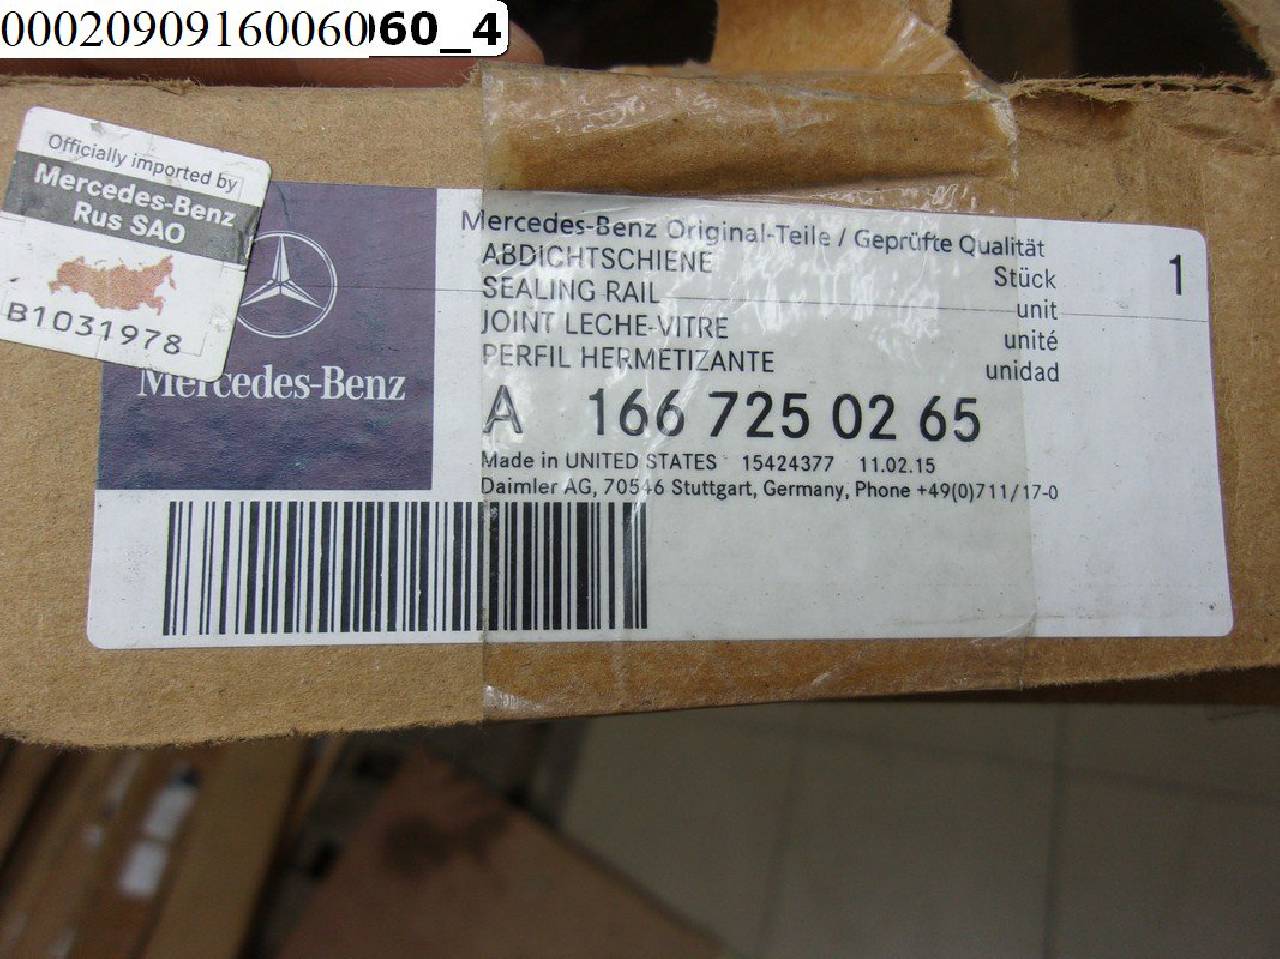 00020909160060
60_4
Officially imported by
Mercedes-Benz
Rus SAO
B1031978
Mercedes-Benz
Mercedes-Benz Original-Teile / Geprüfte Qualität
ABDICHTSCHIENE Stück 1
SEALING RAIL unit
JOINT LECHE-VITRE unité
PERFIL HERMETIZANTE unidad
A 166 725 02 65
Made in UNITED STATES 15424377 11.02.15
Daimler AG, 70546 Stuttgart, Germany, Phone +49(0)711/17-0